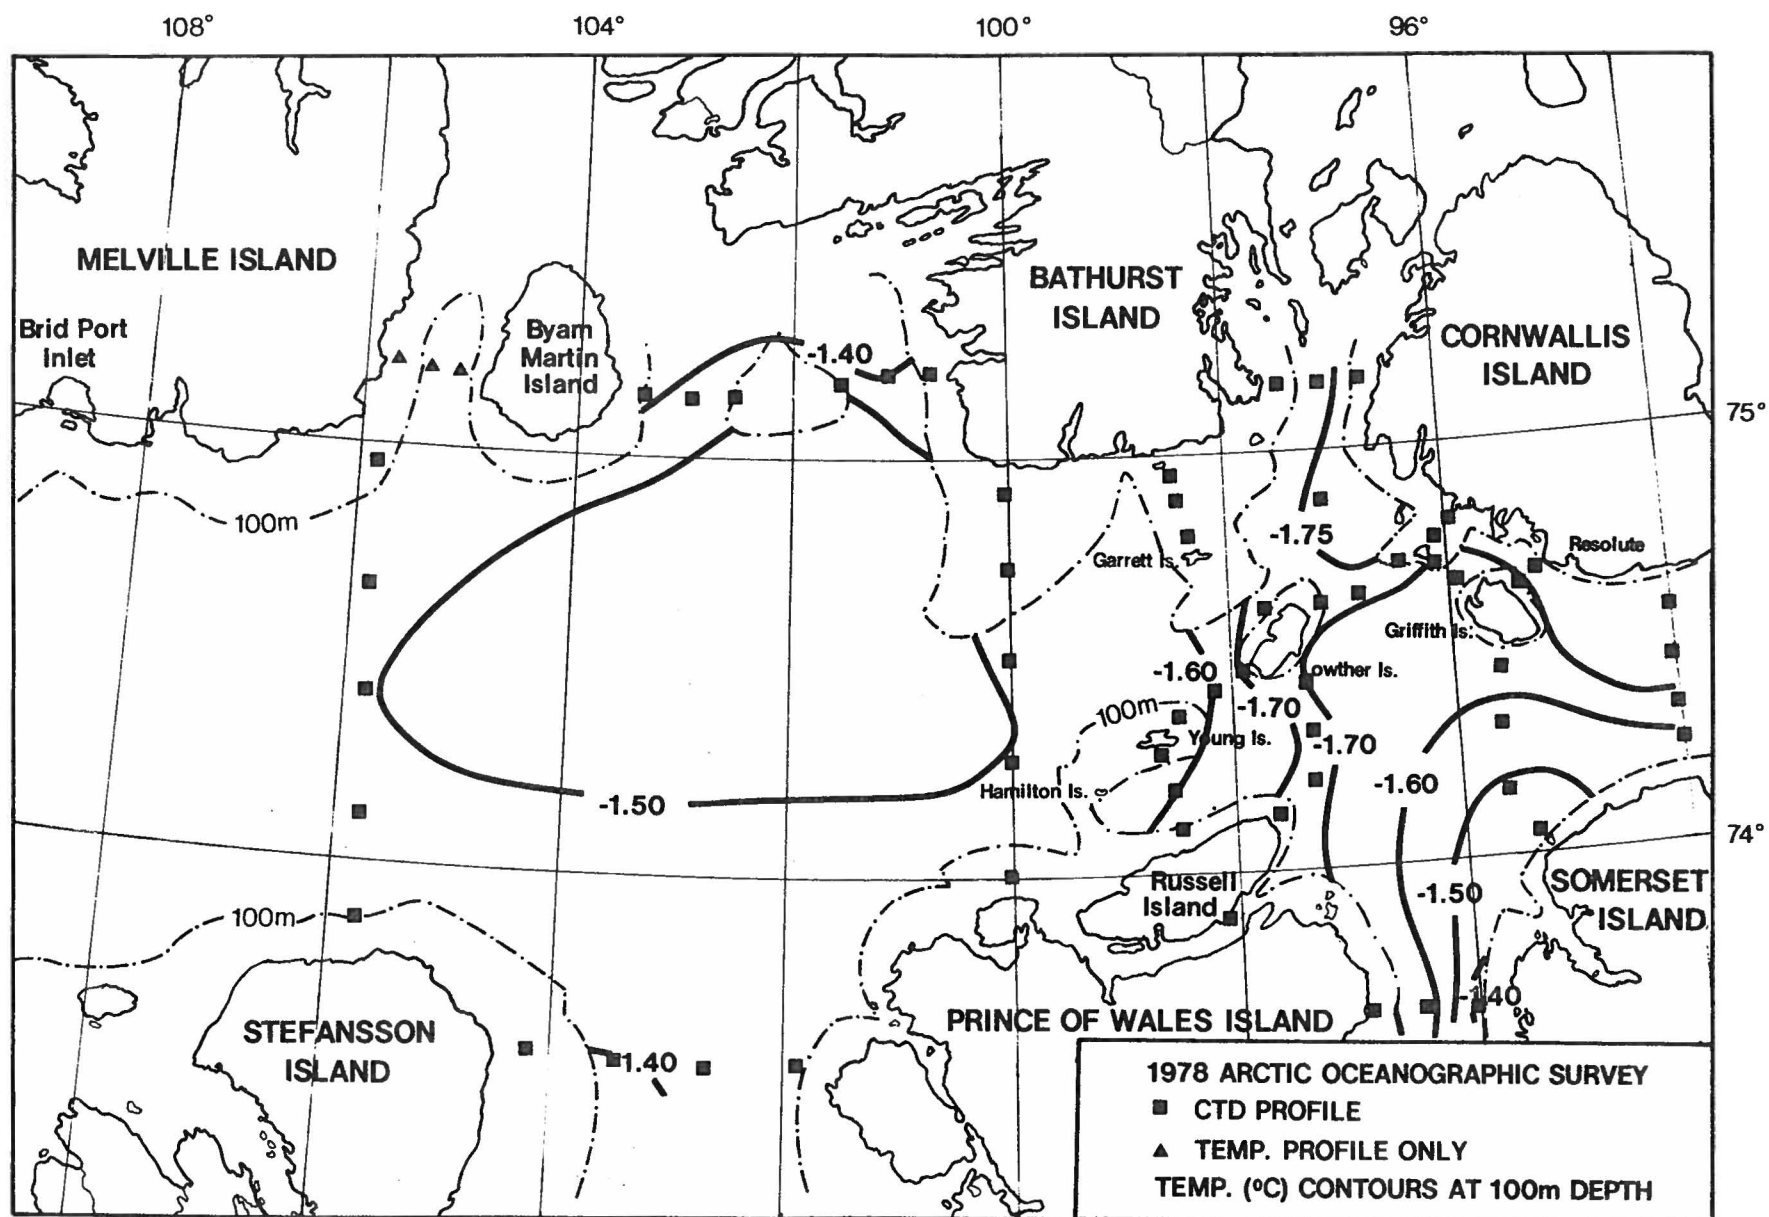 108° 104° 100° 96°
MELVILLE ISLAND
Brid Port
Inlet
Byam
Martin
Island
-1.40
BATHURST
ISLAND
CORNWALLIS
ISLAND
75°
100m
-1.75
Garrett Is.
Resolute
Griffith Is.
-1.60
owther Is.
-1.70
100m
Young Is.
-1.70
Hamilton Is.
-1.60
-1.50
74°
Russell
Island
-1.50
SOMERSET
ISLAND
100m
-1.40
STEFANSSON
ISLAND
PRINCE OF WALES ISLAND
1.40
1978 ARCTIC OCEANOGRAPHIC SURVEY
CTD PROFILE
TEMP. PROFILE ONLY
TEMP. (ºC) CONTOURS AT 100m DEPTH